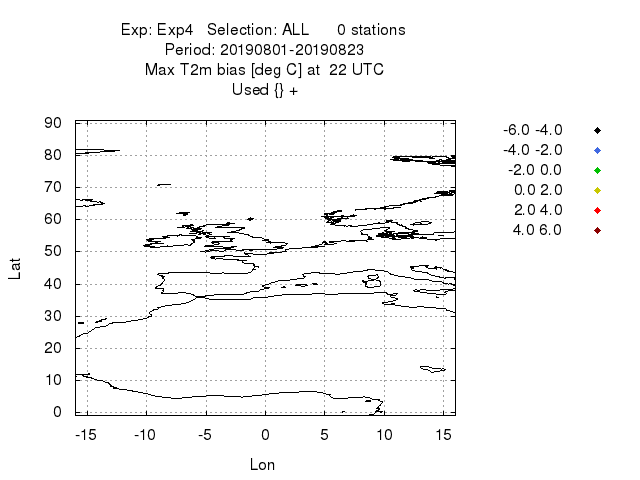 Exp: Exp4 Selection: ALL 0 stations
Period: 20190801-20190823
Max T2m bias [deg C] at 22 UTC
Used {} +
90
80
70
60
50
40
30
20
10
0
-15 -10 -5 0 5 10 15
Lat
Lon
-6.0 -4.0
-4.0 -2.0
-2.0 0.0
0.0 2.0
2.0 4.0
4.0 6.0